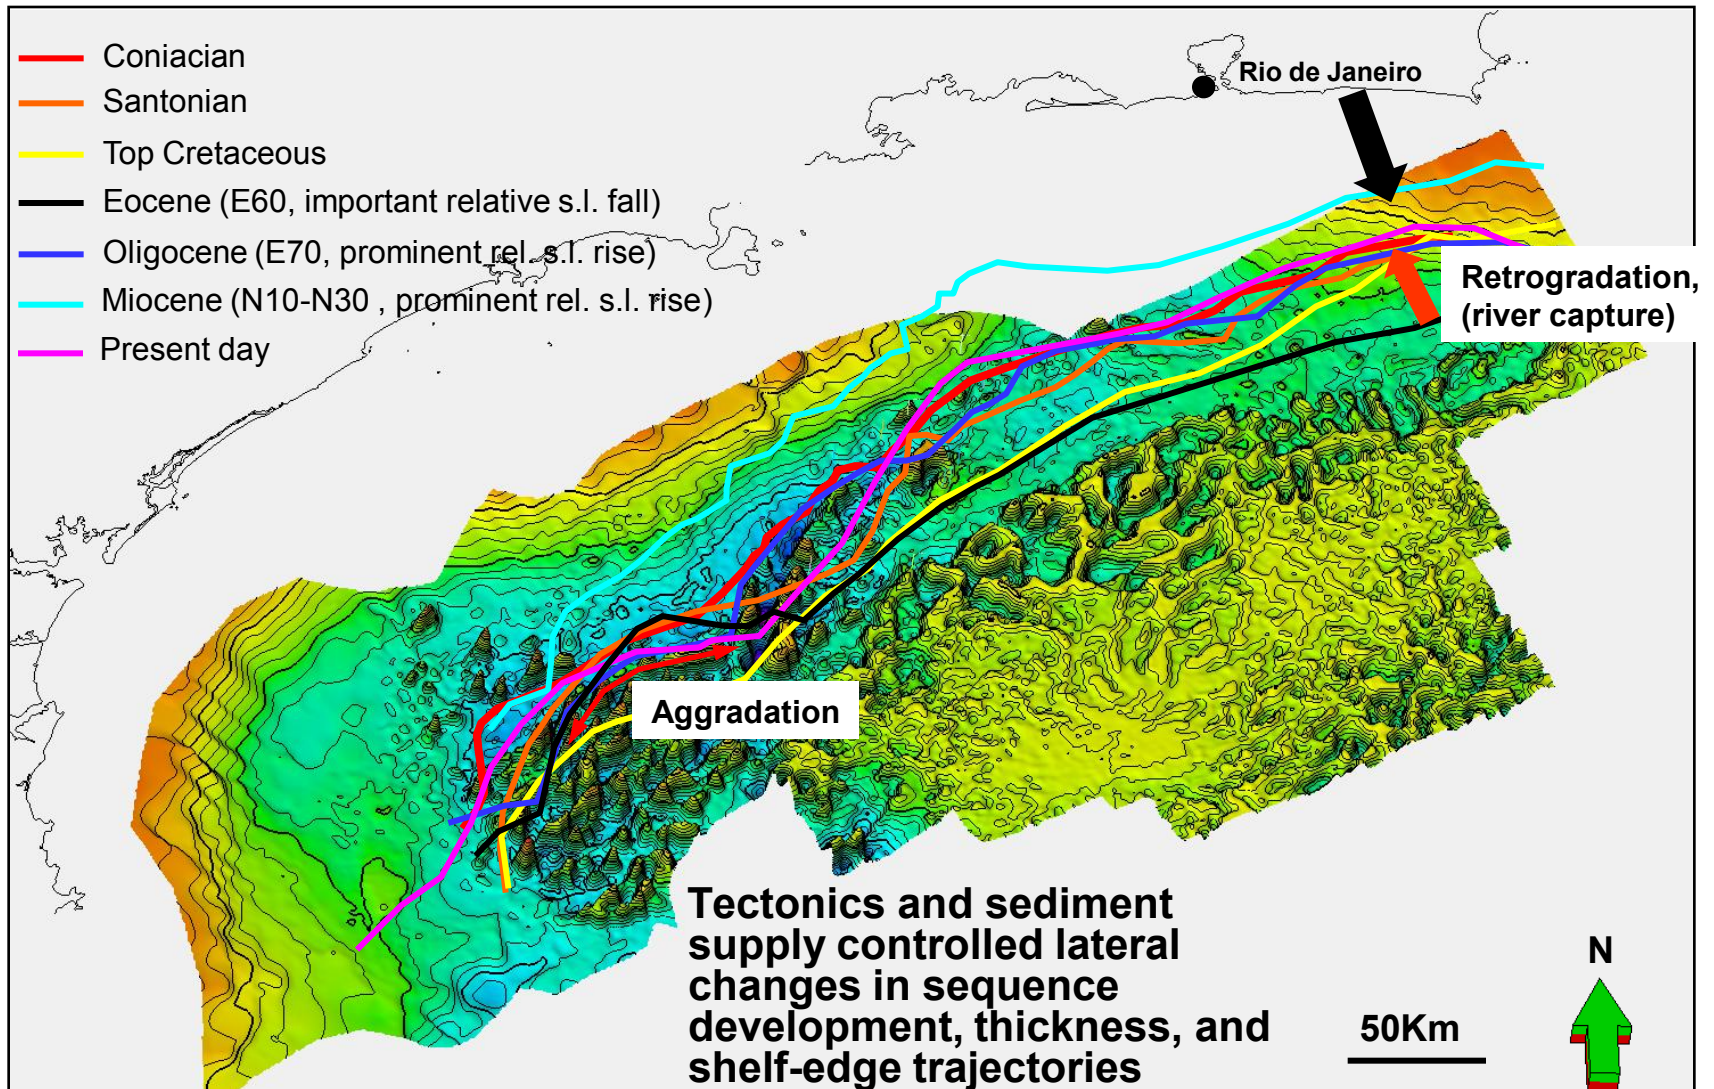 Coniacian
Santonian
Top Cretaceous
Eocene (E60, important relative s.l. fall)
Oligocene (E70, prominent rel. s.l. rise)
Miocene (N10-N30 , prominent rel. s.l. rise)
Present day
Rio de Janeiro
Retrogradation,
(river capture)
Aggradation
Tectonics and sediment
supply controlled lateral
changes in sequence
development, thickness, and
shelf-edge trajectories
50Km
N